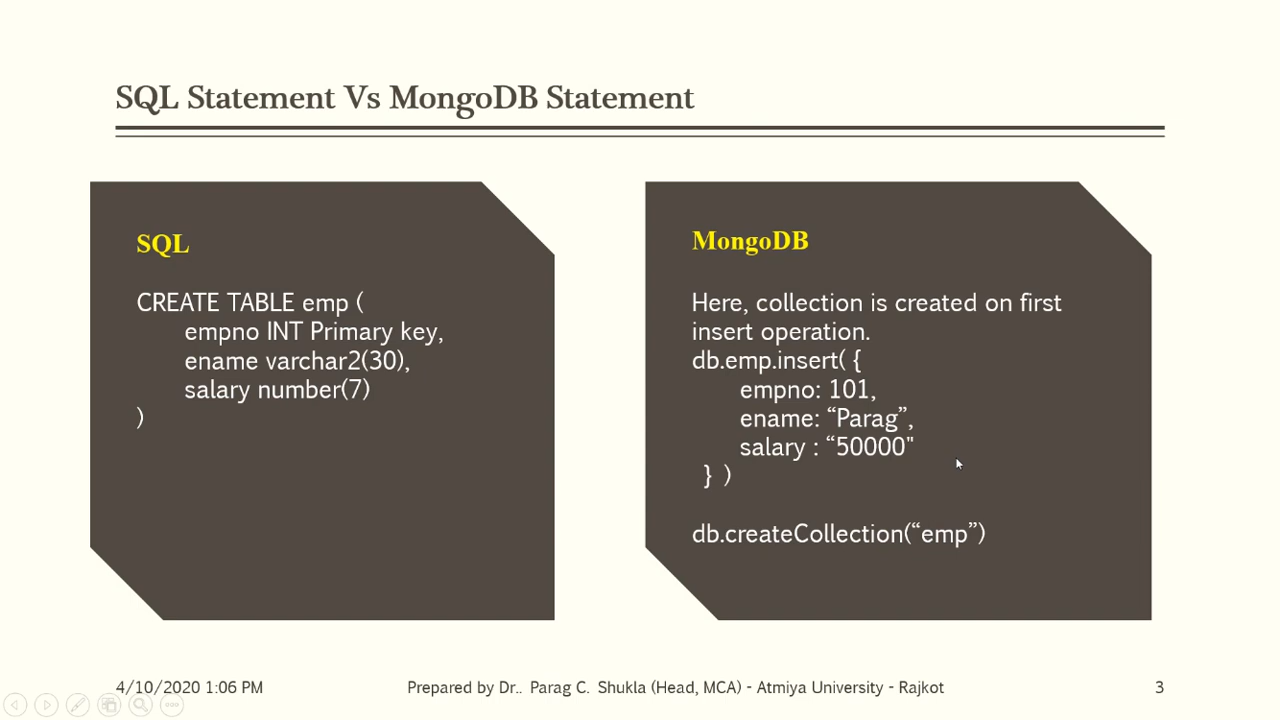 SQL Statement Vs MongoDB Statement
SQL
CREATE TABLE emp (
empno INT Primary key,
ename varchar2(30),
salary number(7)
)
MongoDB
Here, collection is created on first
insert operation.
db.emp.insert( {
empno: 101,
ename: “Parag”,
salary : “50000"
} )
db.createCollection(“emp”)
4/10/2020 1:06 PM
Prepared by Dr.. Parag C. Shukla (Head, MCA) - Atmiya University - Rajkot
3